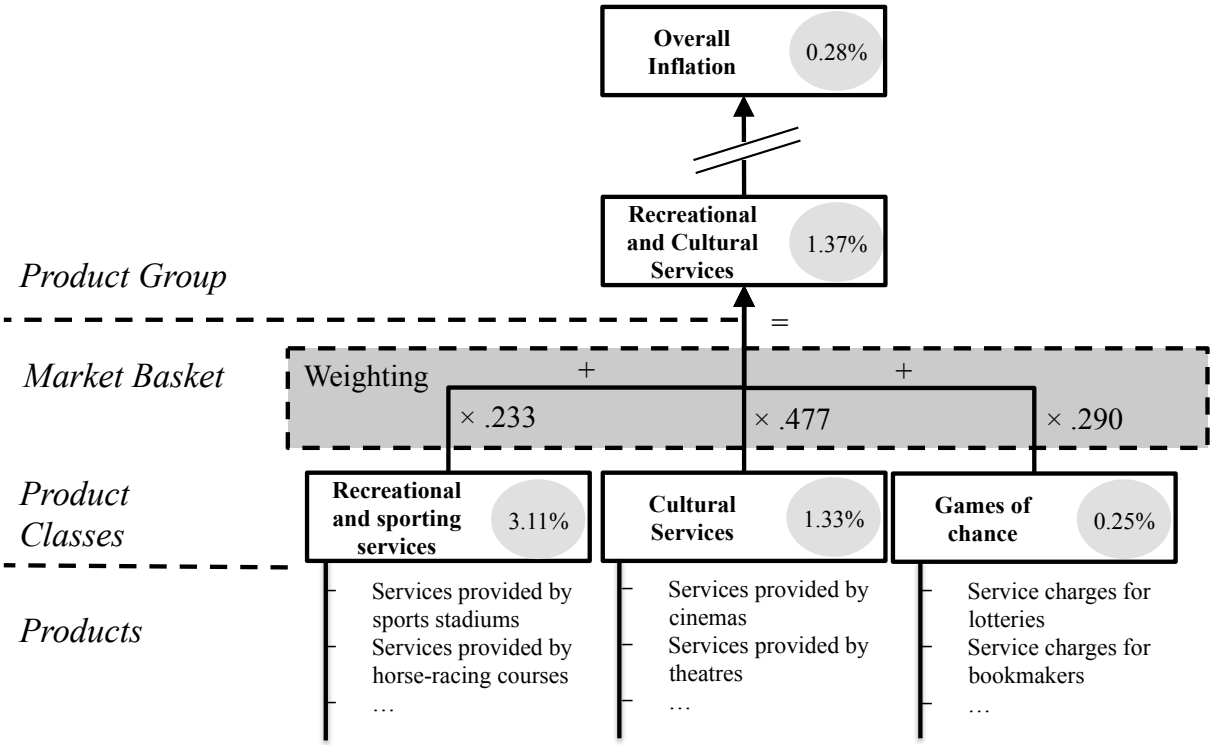 Overall
Inflation
0.28%
Recreational
and Cultural
Services
1.37%
Product Group
=
Market Basket
Weighting
+
+
× .233
× .477
× .290
Product
Classes
Recreational
and sporting
services
3.11%
Cultural
Services
1.33%
Games of
chance
0.25%
Products
Services provided by
sports stadiums
Services provided by
horse-racing courses
…
Services provided by
cinemas
Services provided by
theatres
…
Service charges for
lotteries
Service charges for
bookmakers
…